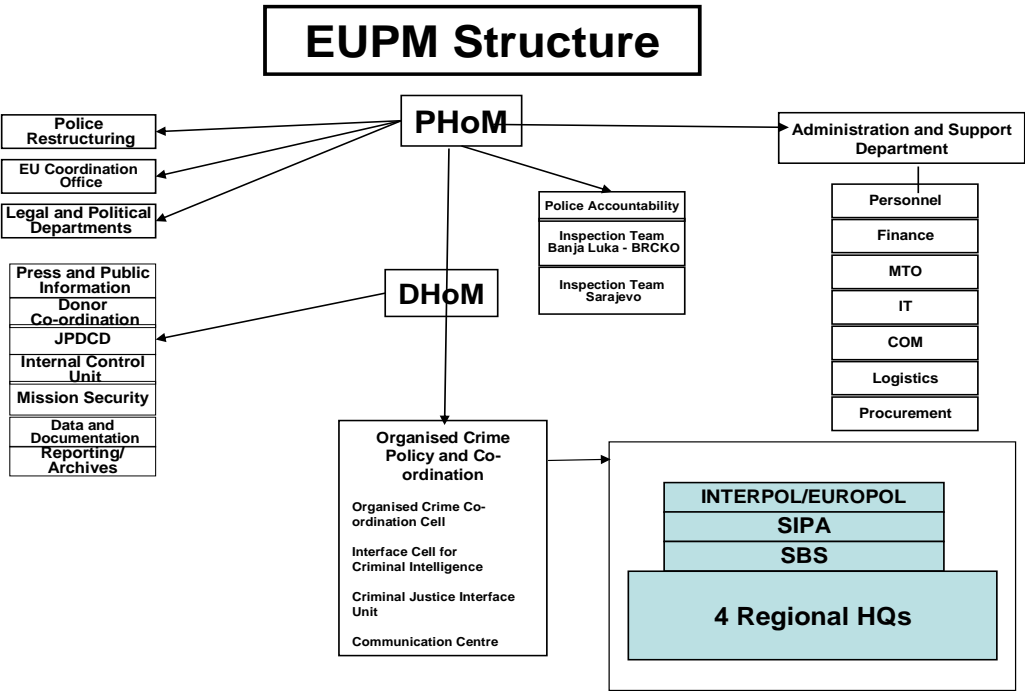 EUPM Structure
PHoM
Police
Restructuring
EU Coordination
Office
Legal and Political
Departments
Administration and Support
Department
Personnel
Finance
MTO
IT
COM
Logistics
Procurement
Police Accountability
Inspection Team
Banja Luka - BRCKO
Inspection Team
Sarajevo
DHoM
Press and Public
Information
Donor
Co-ordination
JPDCD
Internal Control
Unit
Mission Security
Data and
Documentation
Reporting/
Archives
Organised Crime
Policy and Co-
ordination
Organised Crime Co-
ordination Cell
Interface Cell for
Criminal Intelligence
Criminal Justice Interface
Unit
Communication Centre
INTERPOL/EUROPOL
SIPA
SBS
4 Regional HQs